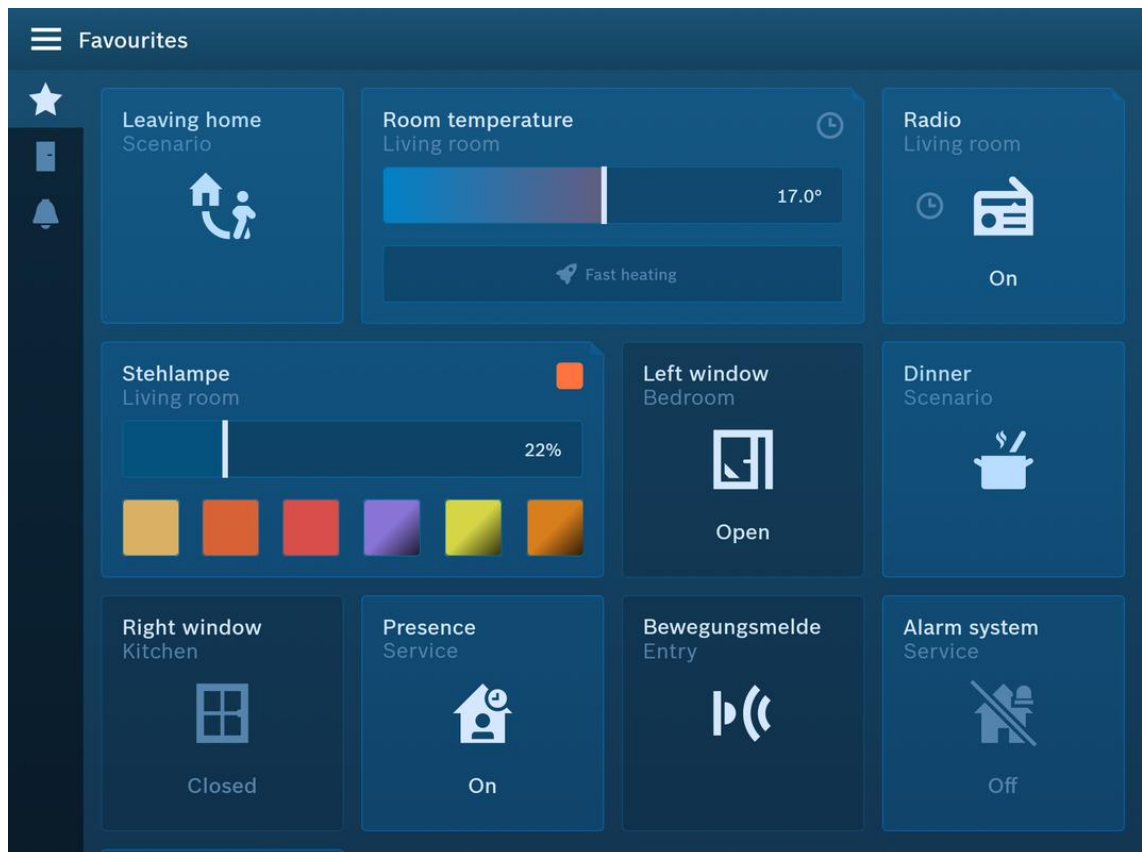 Favourites
Leaving home
Scenario
Room temperature
Living room
17.0°
Fast heating
Radio
Living room
On
Stehlampe
Living room
22%
Left window
Bedroom
Open
Dinner
Scenario
Right window
Kitchen
Closed
Presence
Service
On
Bewegungsmelde
Entry
Alarm system
Service
Off